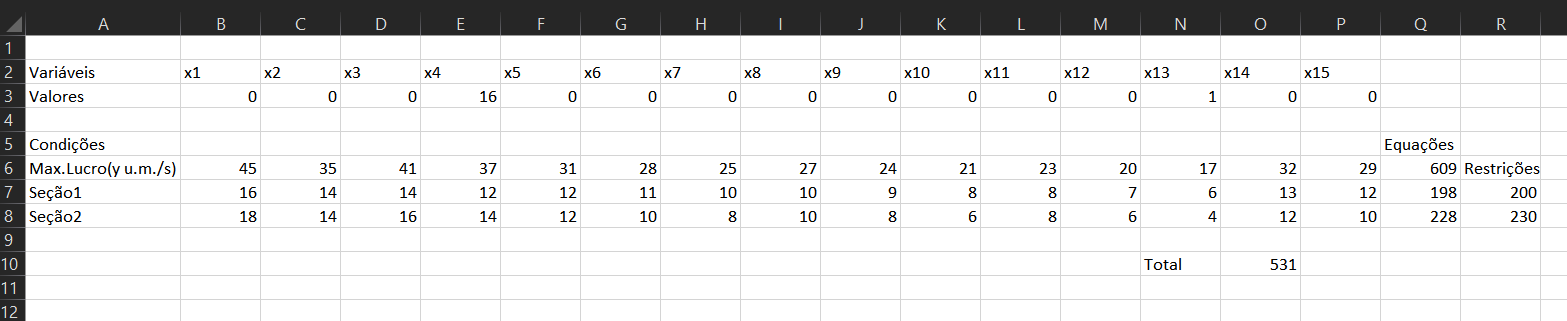 A B C D E F G H I J K L M N O P Q R
1
2 Variáveis x1 x2 x3 x4 x5 x6 x7 x8 x9 x10 x11 x12 x13 x14 x15
3 Valores 0 0 0 16 0 0 0 0 0 0 0 0 1 0 0
4
5 Condições Equações
6 Max.Lucro(y u.m./s) 45 35 41 37 31 28 25 27 24 21 23 20 17 32 29 609 Restrições
7 Seção1 16 14 14 12 12 11 10 10 9 8 8 7 6 13 12 198 200
8 Seção2 18 14 16 14 12 10 8 10 8 6 8 6 4 12 10 228 230
9
10 Total 531
11
12